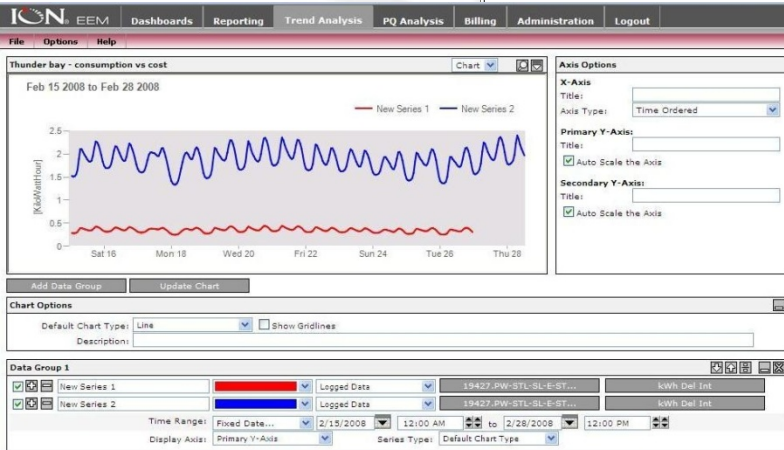 ION® EEM Dashboards Reporting Trend Analysis PQ Analysis Billing Administration Logout
File Options Help
Thunder bay - consumption vs cost Chart
Feb 15 2008 to Feb 28 2008
New Series 1 New Series 2
[KiloWattHour]
2.5
2
1.5
1
0.5
0
Sat 16 Mon 18 Wed 20 Fri 22 Sun 24 Tue 26 Thu 28
Axis Options
X-Axis
Title:
Axis Type: Time Ordered
Primary Y-Axis:
Title:
Auto Scale the Axis
Secondary Y-Axis:
Title:
Auto Scale the Axis
Add Data Group Update Chart
Chart Options
Default Chart Type: Line Show Gridlines
Description:
Data Group 1
New Series 1 Logged Data 19427.PW-STL-SL-E-ST... kWh Del Int
New Series 2 Logged Data 19427.PW-STL-SL-E-ST... kWh Del Int
Time Range: Fixed Date... 2/15/2008 12:00 AM to 2/28/2008 12:00 PM
Display Axis: Primary Y-Axis Series Type: Default Chart Type